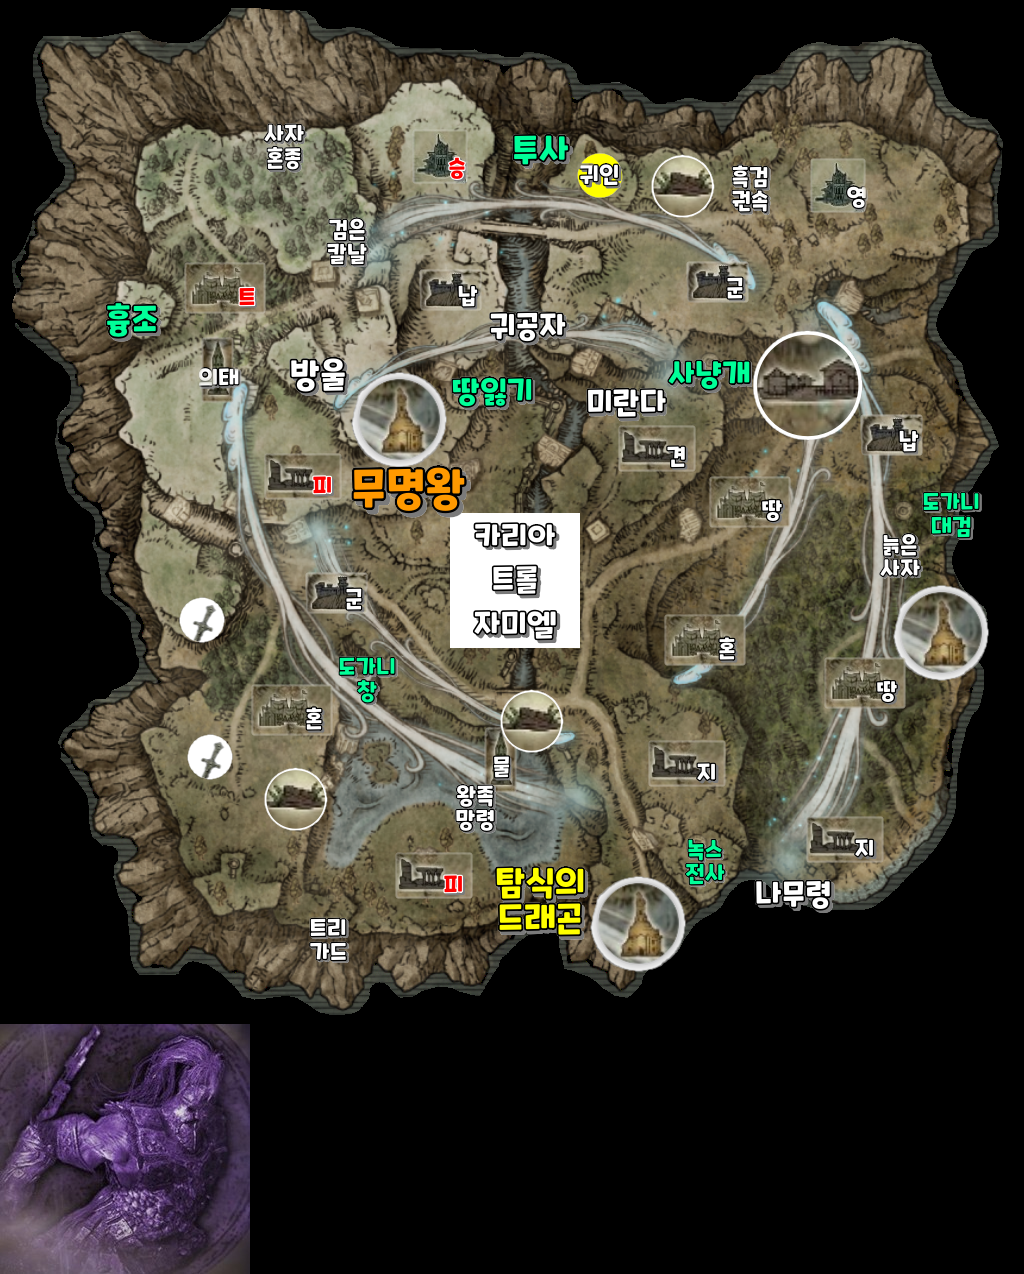 사자
혼종
투사
승
귀인
흑검
권속
영
검은
칼날
트
납
군
흉조
귀공자
의태
방울
땅잃기
사냥개
미란다
납
견
피
무명왕
땅
도가니
대검
카리아
트롤
자미엘
늙은
사자
군
혼
도가니
창
땅
혼
물
지
왕족
망령
지
녹스
전사
피
탐식의
드래곤
나무령
트리
가드